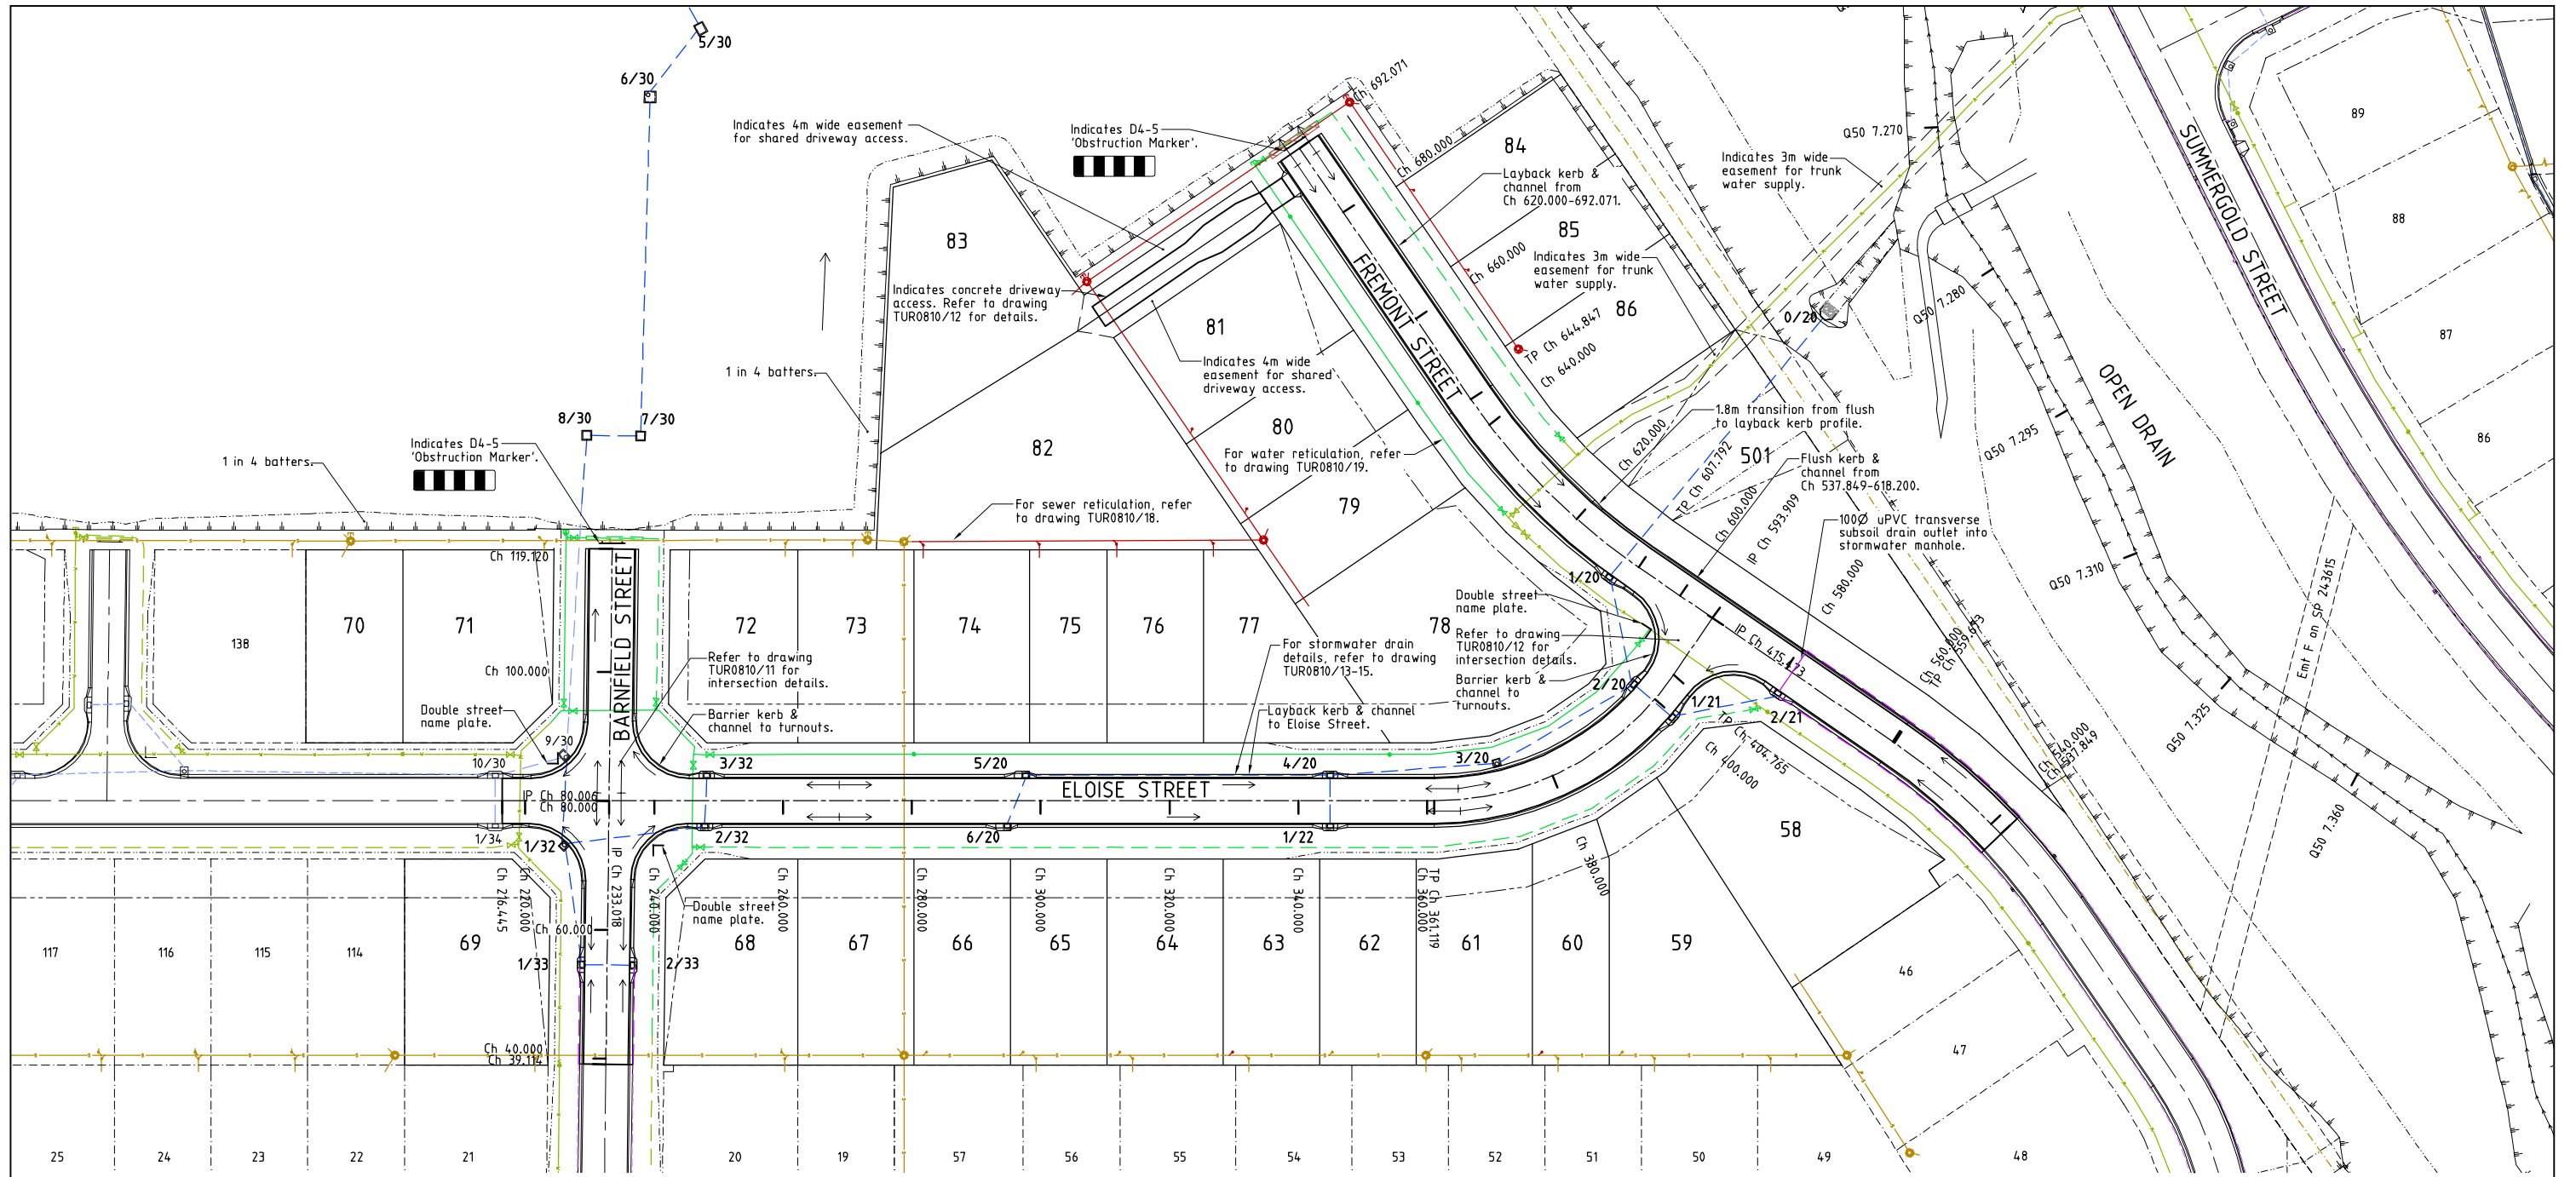 5/30
6/30
Indicates 4m wide easement
for shared driveway access.
Indicates D4-5
'Obstruction Marker'.
Ch 692.071
Ch 680.000
84
Layback kerb &
channel from
Ch 620.000-692.071.
Q50 7.270
Indicates 3m wide
easement for trunk
water supply.
SUMMERGOLD STREET
89
88
87
86
83
85
Ch 660.000
Indicates 3m wide
easement for trunk
water supply.
86
Indicates concrete driveway
access. Refer to drawing
TUR0810/12 for details.
FREMONT STREET
81
TP Ch 644.847
Ch 640.000
0/20
Q50 7.280
Indicates 4m wide
easement for shared
driveway access.
1 in 4 batters.
OPEN DRAIN
8/30
7/30
82
80
1.8m transition from flush
to layback kerb profile.
Indicates D4-5
'Obstruction Marker'.
1 in 4 batters.
For water reticulation, refer
to drawing TUR0810/19.
Ch 620.000
TP Ch 607.792
501
Flush kerb &
channel from
Ch 537.849-618.200.
Q50 7.295
For sewer reticulation, refer
to drawing TUR0810/18.
79
Ch 600.000
IP Ch 593.909
100Ø uPVC transverse
subsoil drain outlet into
stormwater manhole.
Ch 119.120
1/20
Ch 580.000
Q50 7.310
Emt F on SP 243615
Double street
name plate.
138
70
71
BARNFIELD STREET
72
73
74
75
76
77
78
Refer to drawing
TUR0810/12 for
intersection details.
IP Ch 415.423
Ch 560.000
TP Ch 559.673
Refer to drawing
TUR0810/11 for
intersection details.
For stormwater drain
details, refer to drawing
TUR0810/13-15.
Ch 100.000
Barrier kerb &
channel to
turnouts.
2/20
1/21
2/21
Double street
name plate.
Barrier kerb &
channel to turnouts.
Layback kerb & channel
to Eloise Street.
Q50 7.325
9/30
10/30
3/32
5/20
4/20
3/20
TP Ch 404.765
Ch 400.000
Ch 540.000
Ch 537.849
IP Ch 80.006
Ch 80.000
ELOISE STREET
58
Q50 7.360
1/34
1/32
2/32
6/20
1/22
Ch 380.000
Ch 216.445
Ch 220.000
IP Ch 233.018
Ch 240.000
Ch 260.000
Ch 280.000
Ch 300.000
Ch 320.000
Ch 340.000
Ch 360.000
TP Ch 361.119
Double street
name plate.
Ch 60.000
117
116
115
114
69
68
67
66
65
64
63
62
61
60
59
46
1/33
2/33
Ch 40.000
Ch 39.114
47
25
24
23
22
21
20
19
57
56
55
54
53
52
51
50
49
48